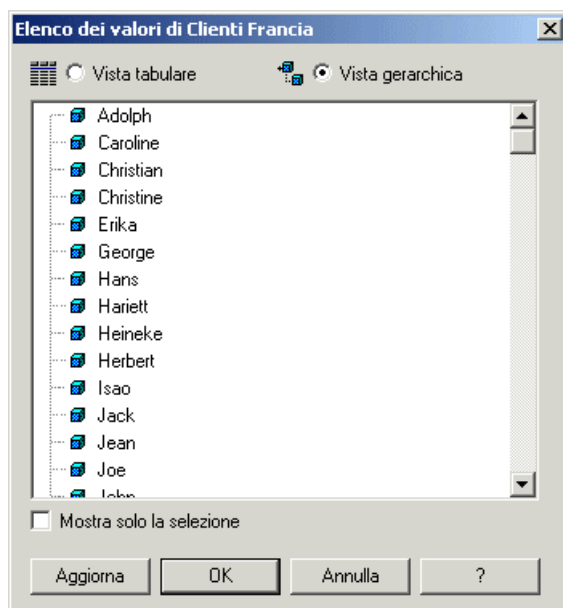 Elenco dei valori di Clienti Francia
Vista tabulare
Vista gerarchica
Adolph
Caroline
Christian
Christine
Erika
George
Hans
Hariett
Heineke
Herbert
Isao
Jack
Jean
Joe
John
Mostra solo la selezione
Aggiorna
OK
Annulla
?